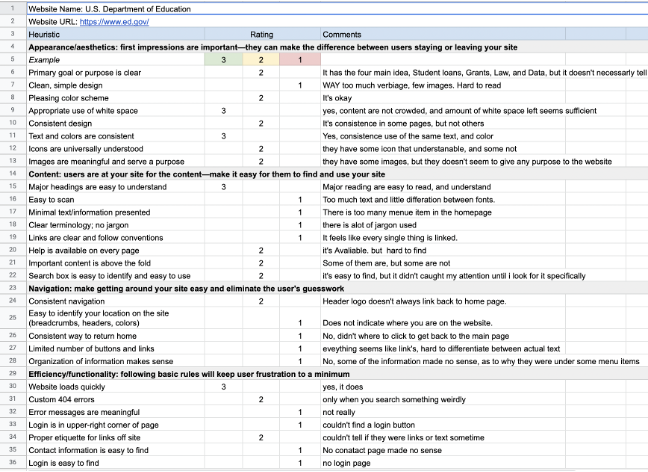 1 Website Name: U.S. Department of Education
2 Website URL: https://www.ed.gov/
3 Heuristic Rating Comments
4 Appearance/aesthetics: first impressions are important—they can make the difference between users staying or leaving your site
5 Example 3 2 1
6 Primary goal or purpose is clear 2 It has the four main idea, Student loans, Grants, Law, and Data, but it doesn't necessarly tell
7 Clean, simple design 1 WAY too much verbiage, few images. Hard to read
8 Pleasing color scheme 2 It's okay
9 Appropriate use of white space 3 yes, content are not crowded, and amount of white space left seems sufficient
10 Consistent design 2 It's consistence in some pages, but not others
11 Text and colors are consistent 3 Yes, consistence use of the same text, and color
12 Icons are universally understood 2 they have some icon that understanable, and some not
13 Images are meaningful and serve a purpose 2 they have some images, but they doesn't seem to give any purpose to the website
14 Content: users are at your site for the content—make it easy for them to find and use your site
15 Major headings are easy to understand 3 Major reading are easy to read, and understand
16 Easy to scan 1 Too much text and little differation between fonts.
17 Minimal text/information presented 1 There is too many menue item in the homepage
18 Clear terminology; no jargon 1 there is alot of jargon used
19 Links are clear and follow conventions 1 It feels like every single thing is linked.
20 Help is available on every page 2 it's Avaliable. but hard to find
21 Important content is above the fold 2 Some of them are, but some are not
22 Search box is easy to identify and easy to use 2 it's easy to find, but it didn't caught my attention until i look for it specifically
23 Navigation: make getting around your site easy and eliminate the user's guesswork
24 Consistent navigation 2 Header logo doesn't always link back to home page.
25 Easy to identify your location on the site
(breadcrumbs, headers, colors) 1 Does not indicate where you are on the website.
26 Consistent way to return home 1 No, didn't where to click to get back to the main page
27 Limited number of buttons and links 1 eveything seems like link's, hard to differentiate between actual text
28 Organization of information makes sense 1 No, some of the information made no sense, as to why they were under some menu items
29 Efficiency/functionality: following basic rules will keep user frustration to a minimum
30 Website loads quickly 3 yes, it does
31 Custom 404 errors 2 only when you search something weirdly
32 Error messages are meaningful 1 not really
33 Login is in upper-right corner of page 1 couldn't find a login button
34 Proper etiquette for links off site 2 couldn't tell if they were links or text sometime
35 Contact information is easy to find 1 No conatact page made no sense
36 Login is easy to find 1 no login page